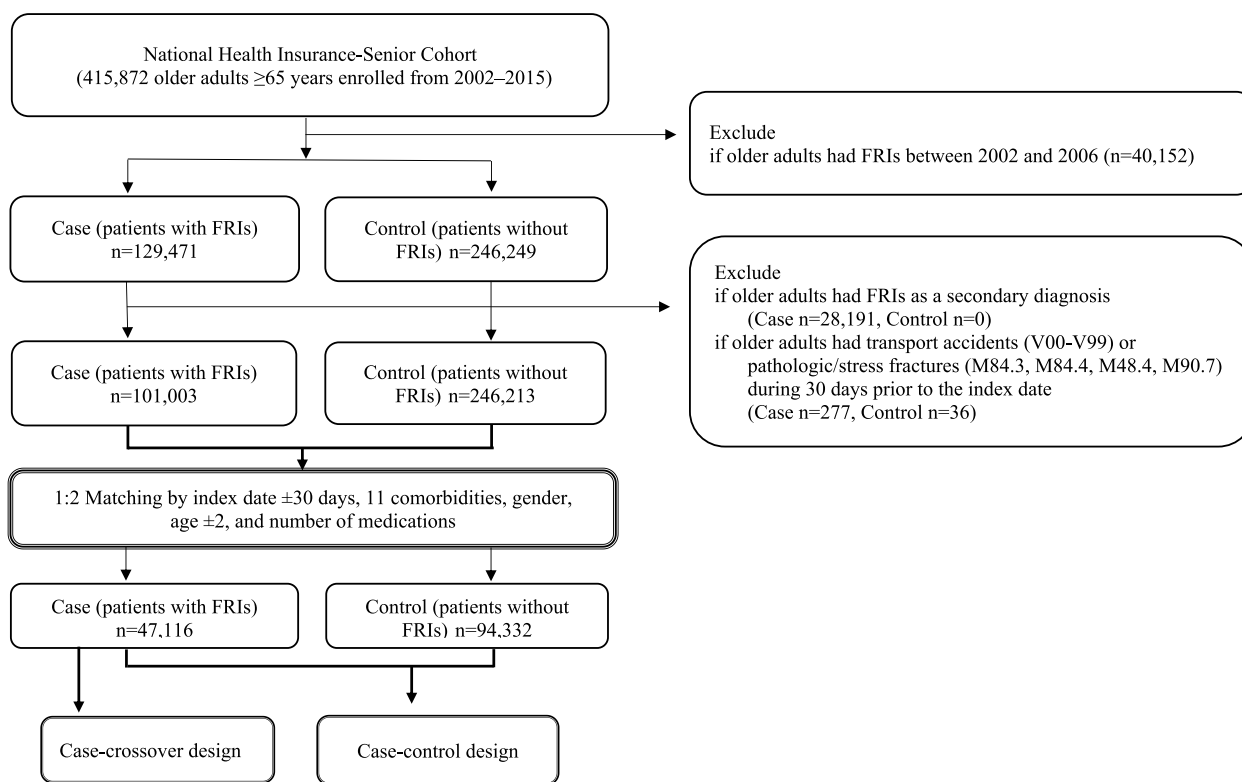 National Health Insurance-Senior Cohort
(415,872 older adults ≥65 years enrolled from 2002–2015)
Exclude
if older adults had FRIs between 2002 and 2006 (n=40,152)
Case (patients with FRIs)
n=129,471
Control (patients without
FRIs) n=246,249
Exclude
if older adults had FRIs as a secondary diagnosis
(Case n=28,191, Control n=0)
if older adults had transport accidents (V00-V99) or
pathologic/stress fractures (M84.3, M84.4, M48.4, M90.7)
during 30 days prior to the index date
(Case n=277, Control n=36)
Case (patients with FRIs)
n=101,003
Control (patients without
FRIs) n=246,213
1:2 Matching by index date ±30 days, 11 comorbidities, gender,
age ±2, and number of medications
Case (patients with FRIs)
n=47,116
Control (patients without
FRIs) n=94,332
Case-crossover design
Case-control design